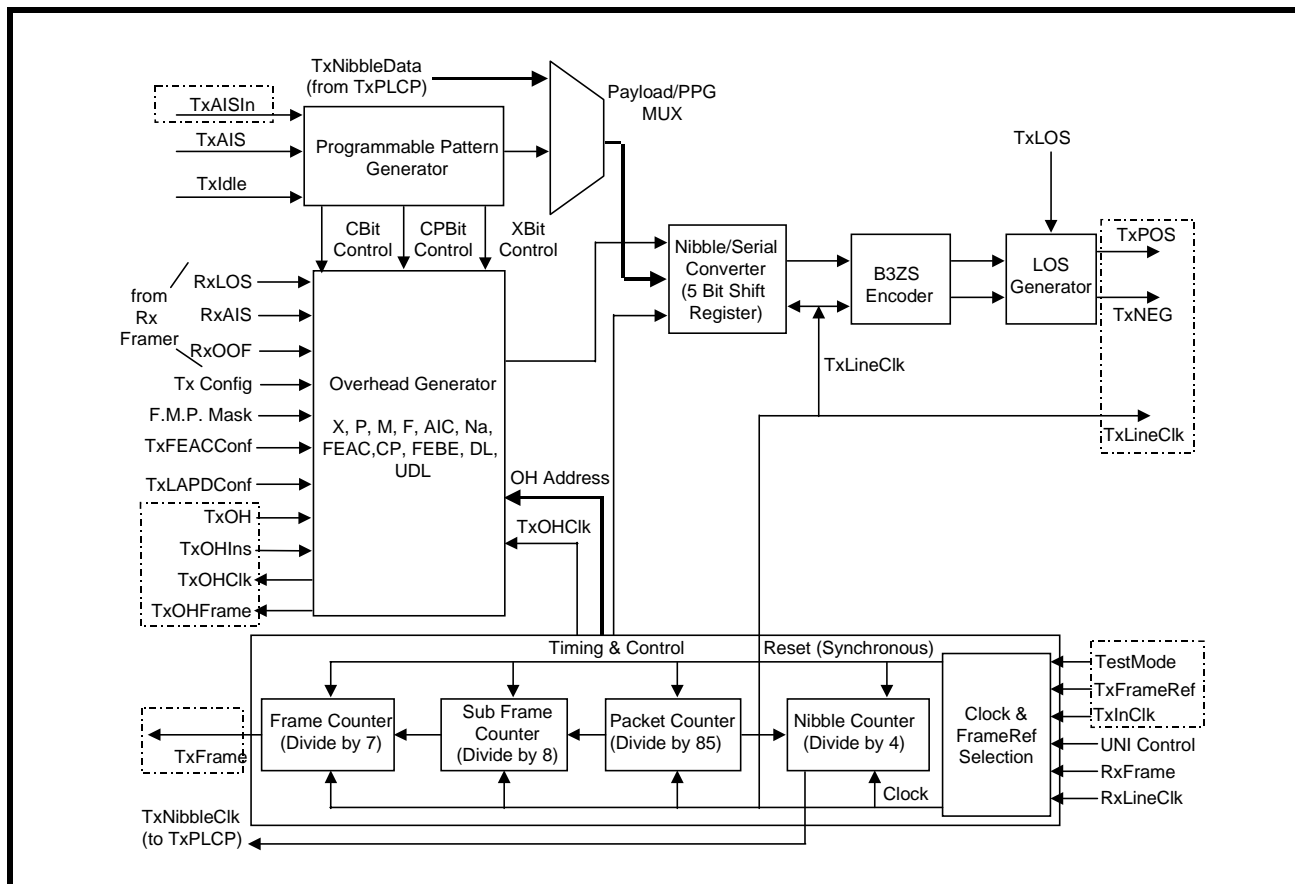 TxNibbleData
(from TxPLCP)
Payload/PPG
MUX
TxAISIn
TxAIS
TxIdle
Programmable Pattern
Generator
TxLOS
CBit
Control
CPBit
Control
XBit
Control
Nibble/Serial
Converter
(5 Bit Shift
Register)
B3ZS
Encoder
LOS
Generator
TxPOS
TxNEG
from
Rx
Framer
RxLOS
RxAIS
RxOOF
Tx Config
F.M.P. Mask
TxFEACConf
TxLAPDConf
TxOH
TxOHIns
TxOHClk
TxOHFrame
Overhead Generator
X, P, M, F, AIC, Na,
FEAC,CP, FEBE, DL,
UDL
TxLineClk
TxLineClk
OH Address
TxOHClk
Timing & Control
Reset (Synchronous)
Frame Counter
(Divide by 7)
Sub Frame
Counter
(Divide by 8)
Packet Counter
(Divide by 85)
Nibble Counter
(Divide by 4)
Clock &
FrameRef
Selection
Clock
TestMode
TxFrameRef
TxInClk
UNI Control
RxFrame
RxLineClk
TxFrame
TxNibbleClk
(to TxPLCP)